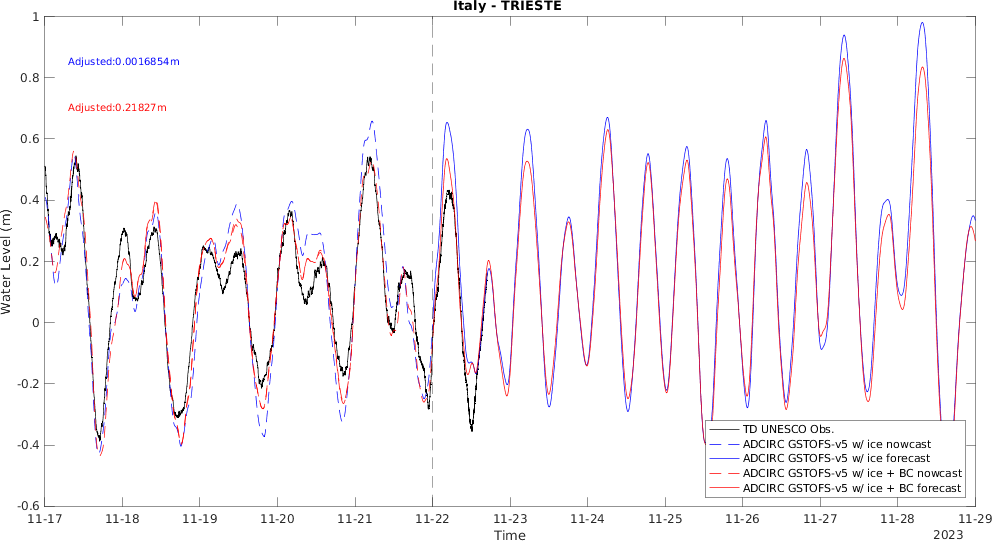 Italy - TRIESTE
Adjusted:0.0016854m
Adjusted:0.21827m
Water Level (m)
1
0.8
0.6
0.4
0.2
0
-0.2
-0.4
-0.6
TD UNESCO Obs.
ADCIRC GSTOFS-v5 w/ ice nowcast
ADCIRC GSTOFS-v5 w/ ice forecast
ADCIRC GSTOFS-v5 w/ ice + BC nowcast
ADCIRC GSTOFS-v5 w/ ice + BC forecast
11-17 11-18 11-19 11-20 11-21 11-22 11-23 11-24 11-25 11-26 11-27 11-28 11-29
Time
2023